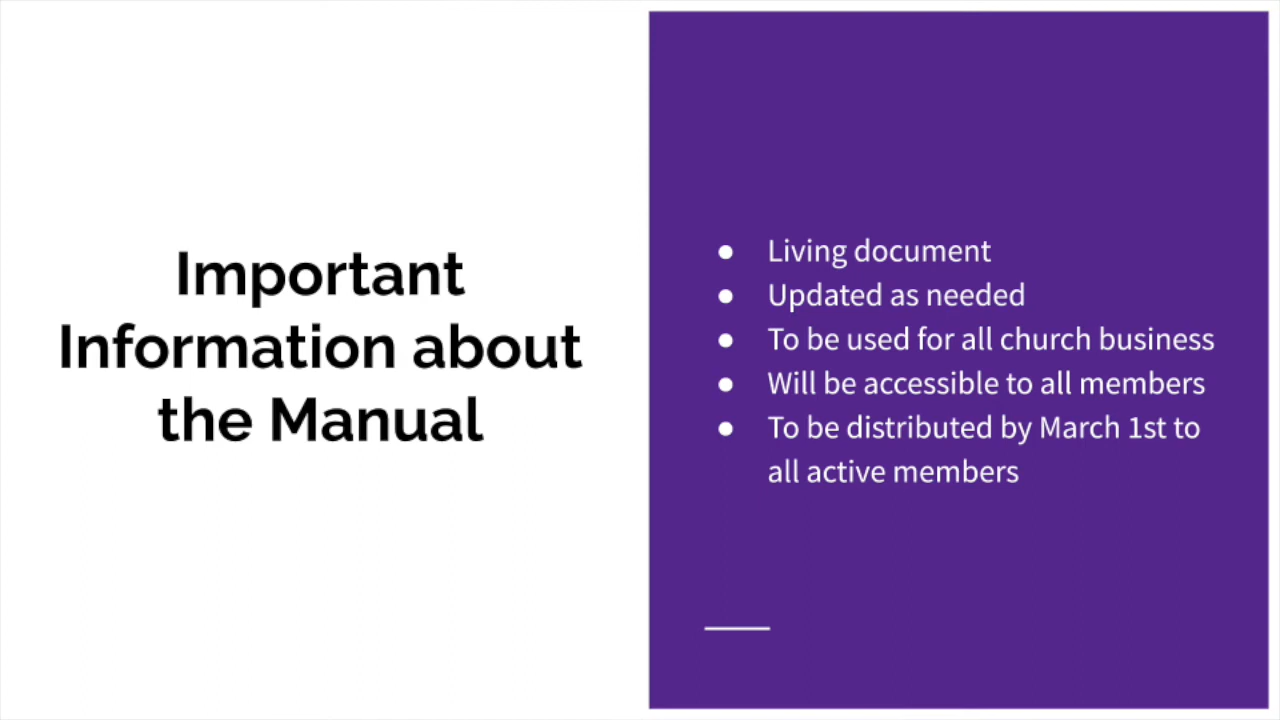 Important
Information about
the Manual
● Living document
● Updated as needed
● To be used for all church business
● Will be accessible to all members
● To be distributed by March 1st to
all active members